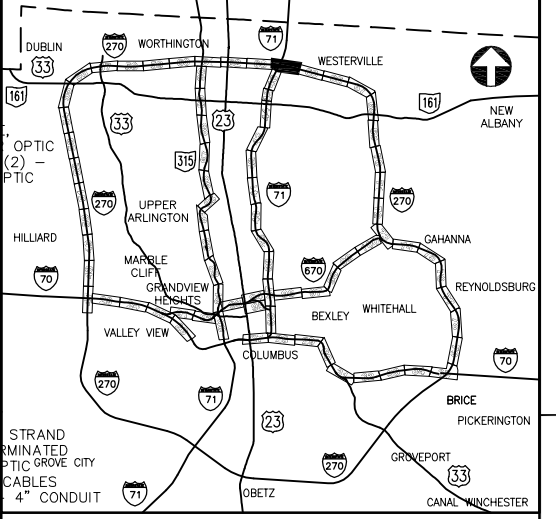 DUBLIN
270
WORTHINGTON
71
WESTERVILLE
33
161
161
NEW
ALBANY
33
23
OPTIC
(2) –
PTIC
315
270
71
270
UPPER
ARLINGTON
HILLIARD
GAHANNA
MARBLE
CLIFF
670
70
GRANDVIEW
HEIGHTS
REYNOLDSBURG
BEXLEY
WHITEHALL
VALLEY VIEW
COLUMBUS
70
270
71
BRICE
23
PICKERINGTON
STRAND
RMINATED
PTIC
GROVE CITY
CABLES
4" CONDUIT
270
GROVEPORT
33
71
OBETZ
CANAL WINCHESTER